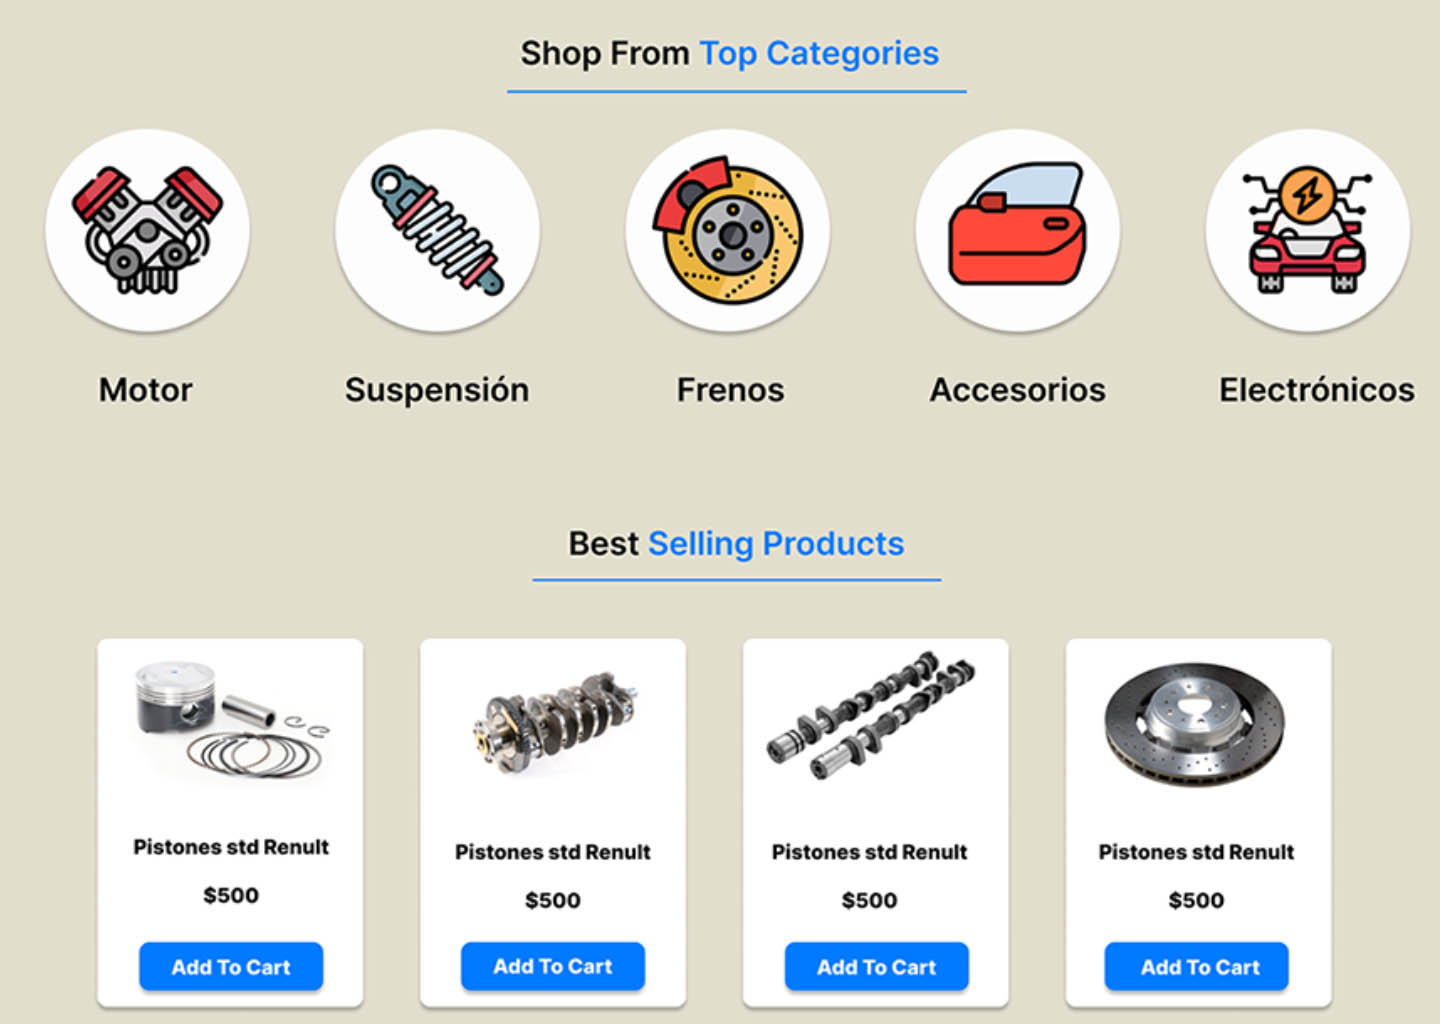 Shop From Top Categories
Motor
Suspensión
Frenos
Accesorios
Electrónicos
Best Selling Products
Pistones std Renult
$500
Add To Cart
Pistones std Renult
$500
Add To Cart
Pistones std Renult
$500
Add To Cart
Pistones std Renult
$500
Add To Cart